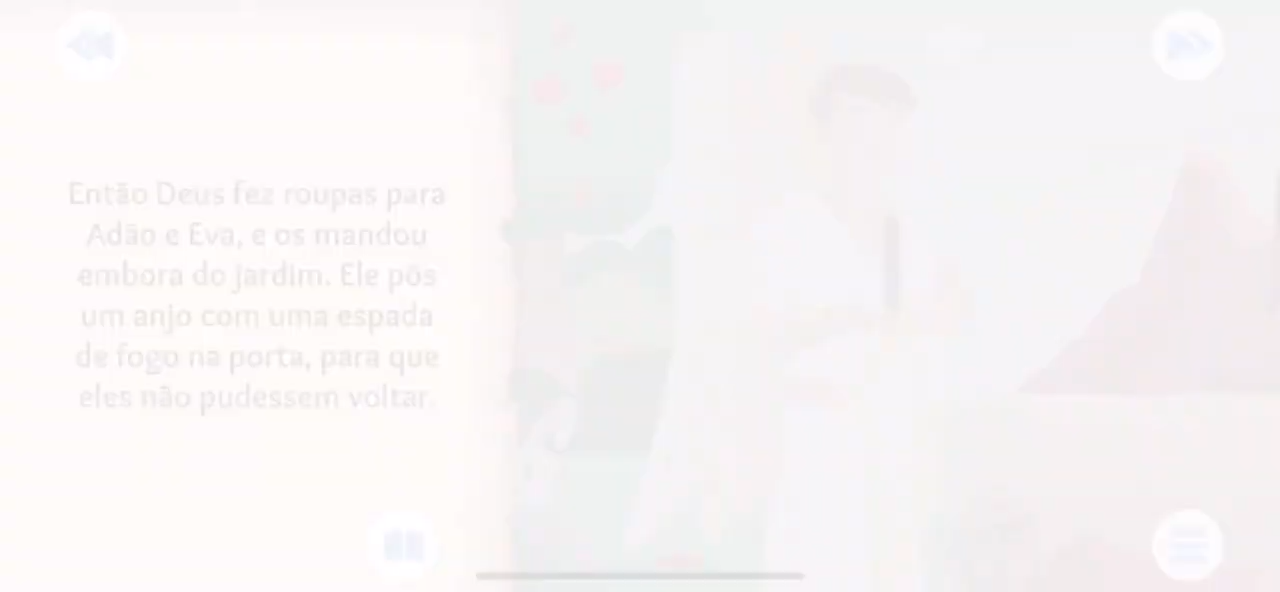 Então Deus fez roupas para
Adão e Eva, e os mandou
embora do jardim. Ele pôs
um anjo com uma espada
de fogo na porta, para que
eles não pudessem voltar.